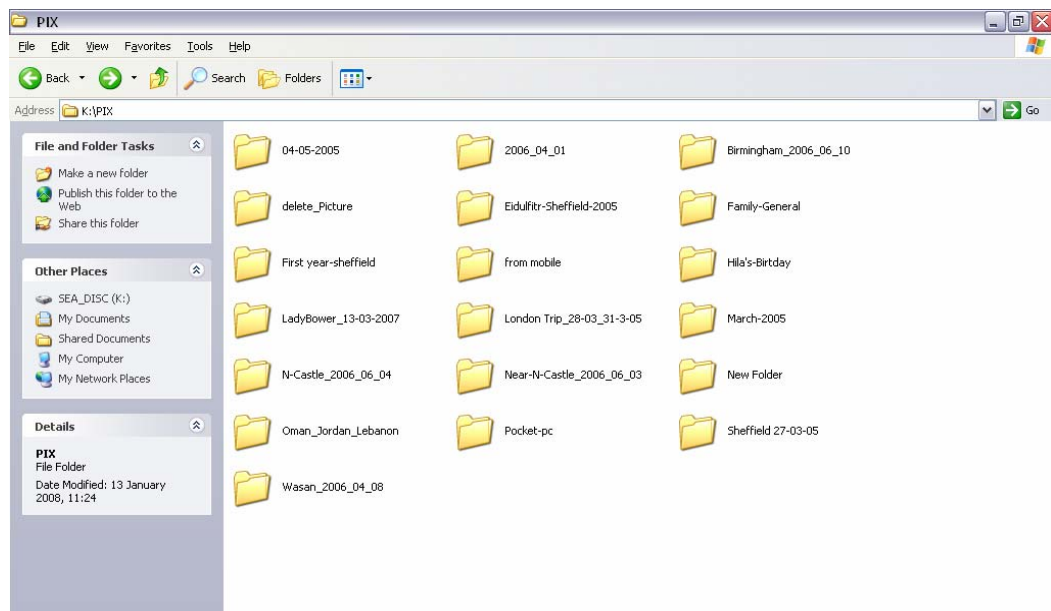 PIX
File Edit View Favorites Tools Help
Back Search Folders
Address K:\PIX Go
File and Folder Tasks
Make a new folder
Publish this folder to the
Web
Share this folder
Other Places
SEA_DISC (K:)
My Documents
Shared Documents
My Computer
My Network Places
Details
PIX
File Folder
Date Modified: 13 January
2008, 11:24
04-05-2005 2006_04_01 Birmingham_2006_06_10
delete_Picture Eidulfitr-Sheffield-2005 Family-General
First year-sheffield from mobile Hila's-Birtday
LadyBower_13-03-2007 London Trip_28-03_31-3-05 March-2005
N-Castle_2006_06_04 Near-N-Castle_2006_06_03 New Folder
Oman_Jordan_Lebanon Pocket-pc Sheffield 27-03-05
Wasan_2006_04_08